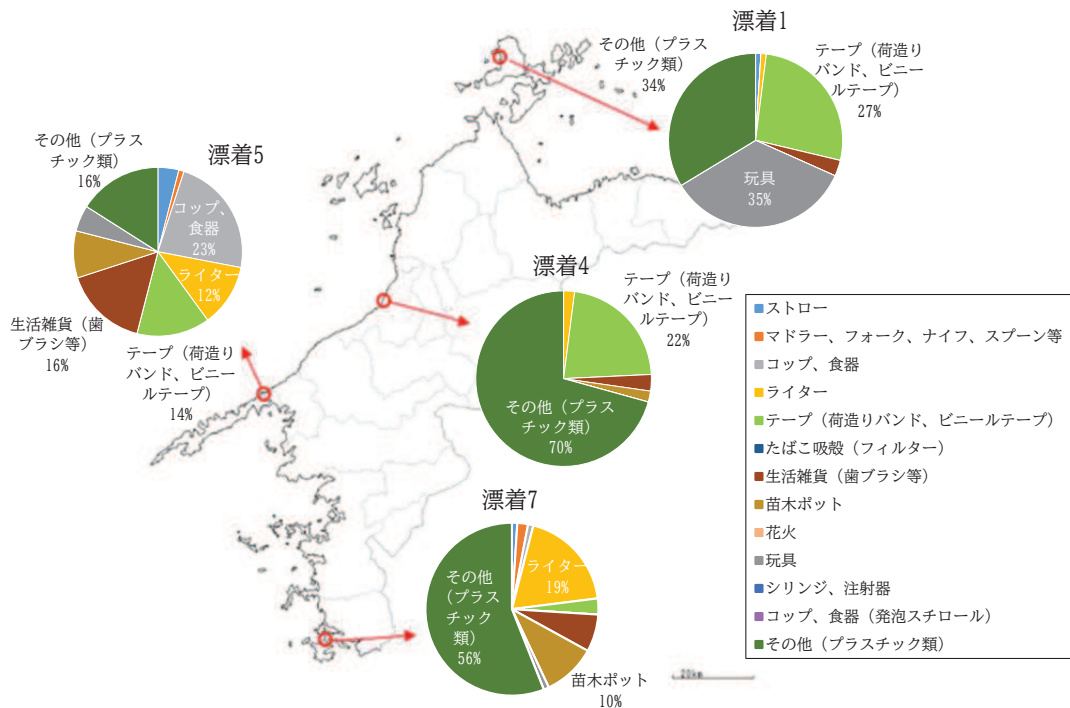 漂着1
その他（プラス
チック類）
34%
テープ（荷造り
バンド、ビニー
ルテープ）
27%
玩具
35%
漂着5
その他（プラス
チック類）
16%
コップ、
食器
23%
ライター
12%
生活雑貨（歯
ブラシ等）
16%
テープ（荷造り
バンド、ビニー
ルテープ）
14%
漂着4
テープ（荷造り
バンド、ビニー
ルテープ）
22%
その他（プラス
チック類）
70%
漂着7
その他
（プラス
チック
類）
56%
ライター
19%
苗木ポット
10%
ストロー
マドラー、フォーク、ナイフ、スプーン等
コップ、食器
ライター
テープ（荷造りバンド、ビニールテープ）
たばこ吸殻（フィルター）
生活雑貨（歯ブラシ等）
苗木ポット
花火
玩具
シリンジ、注射器
コップ、食器（発泡スチロール）
その他（プラスチック類）
20km